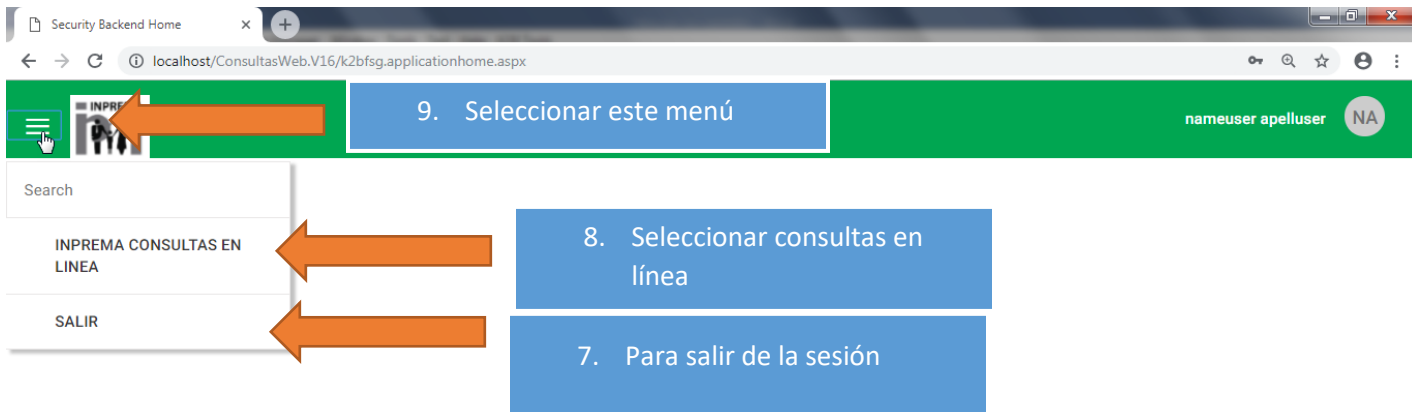 Security Backend Home
localhost/ConsultasWeb.V16/k2bfsg.applicationhome.aspx
INPRE
9. Seleccionar este menú
nameuser apelluser NA
Search
INPREMA CONSULTAS EN
LINEA
8. Seleccionar consultas en
línea
SALIR
7. Para salir de la sesión